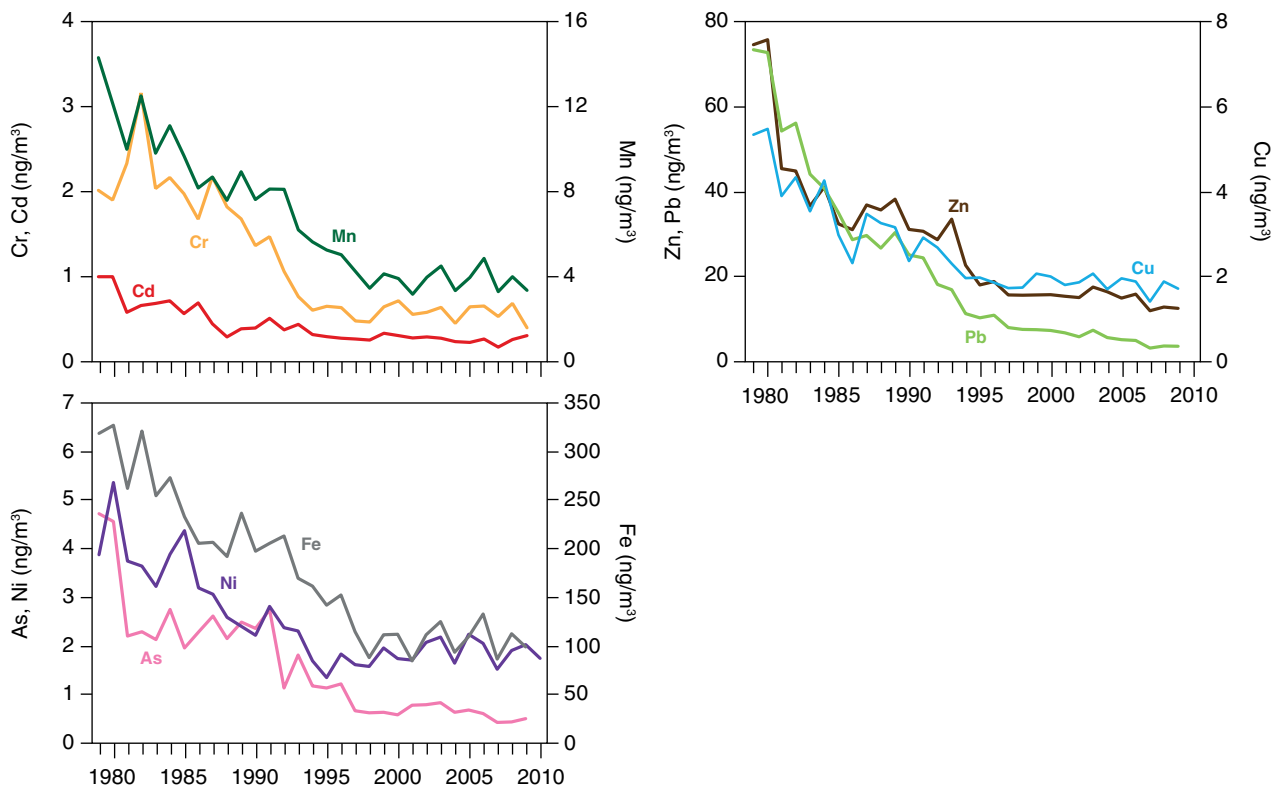 4
3
2
1
0
Cr, Cd (ng/m³)
16
12
8
4
0
Mn (ng/m³)
Mn
Cr
Cd
80
60
40
20
0
Zn, Pb (ng/m³)
8
6
4
2
0
Cu (ng/m³)
Zn
Cu
Pb
1980 1985 1990 1995 2000 2005 2010
7
6
5
4
3
2
1
0
As, Ni (ng/m³)
350
300
250
200
150
100
50
0
Fe (ng/m³)
Fe
Ni
As
1980 1985 1990 1995 2000 2005 2010